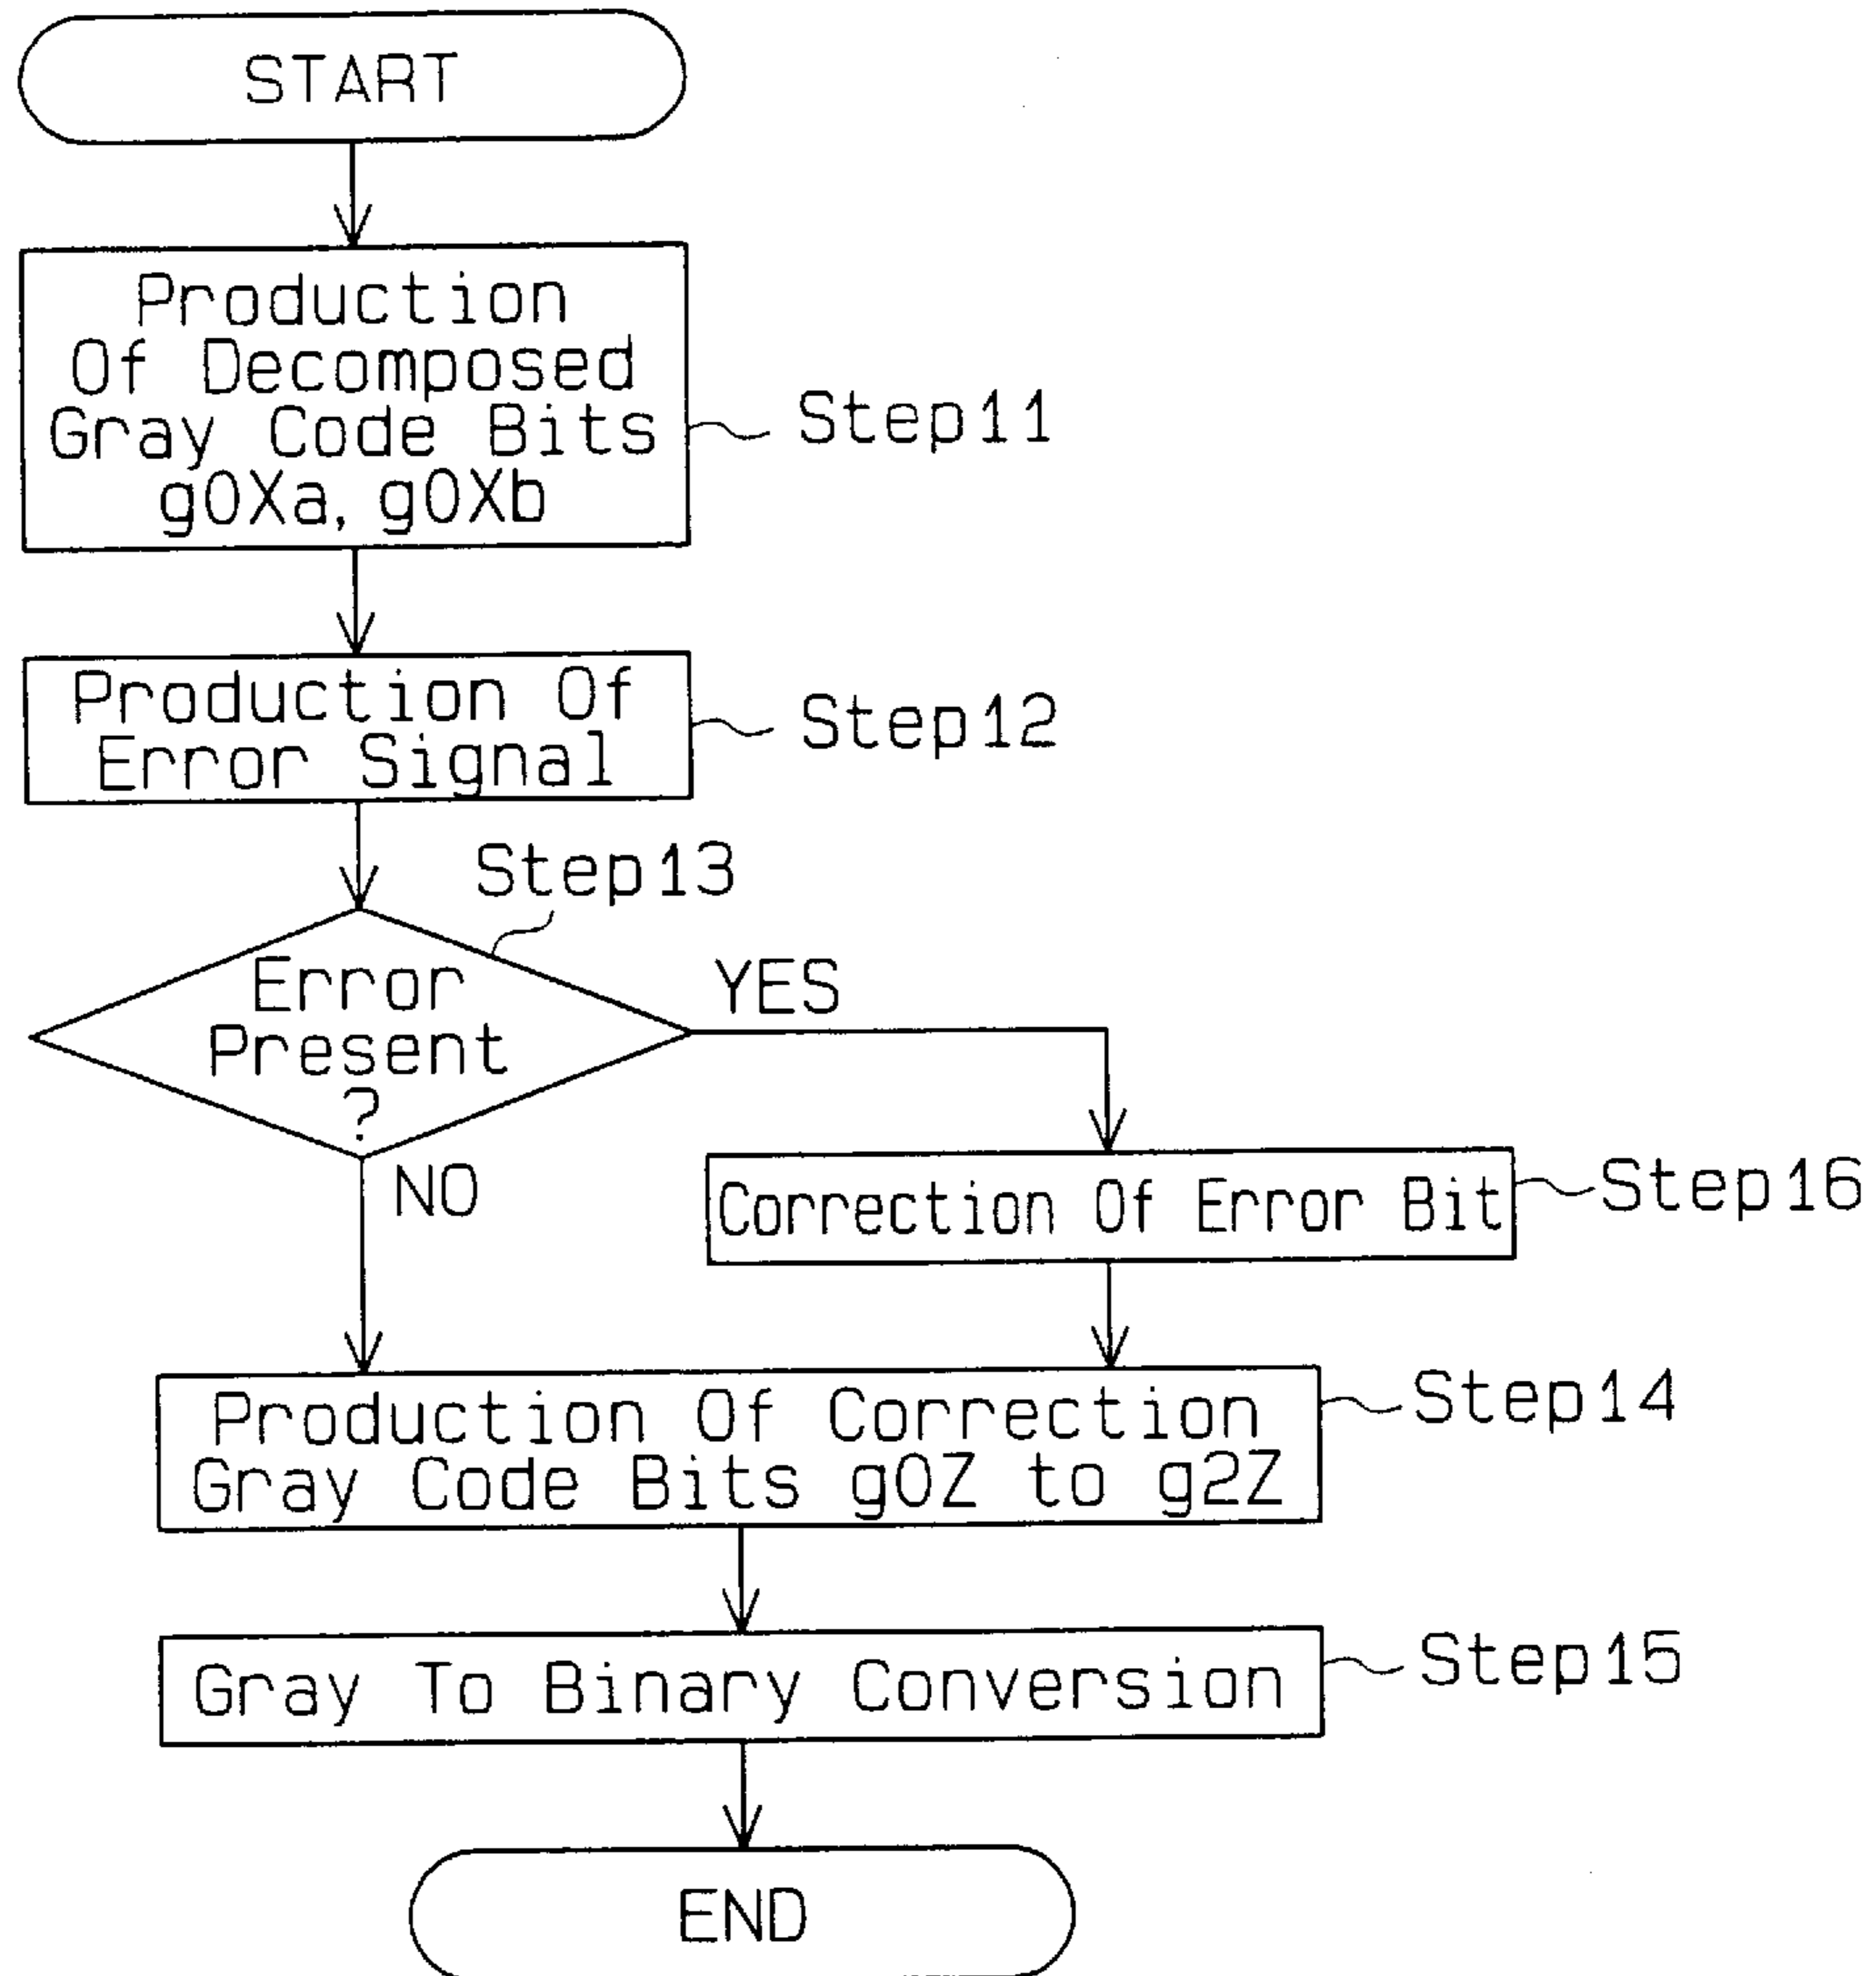 START
Production
Of Decomposed
Gray Code Bits
g0Xa, g0Xb
Step11
Production Of
Error Signal
Step12
Step13
Error
Present
?
YES
NO
Correction Of Error Bit
Step16
Production Of Correction
Gray Code Bits g0Z to g2Z
Step14
Gray To Binary Conversion
Step15
END